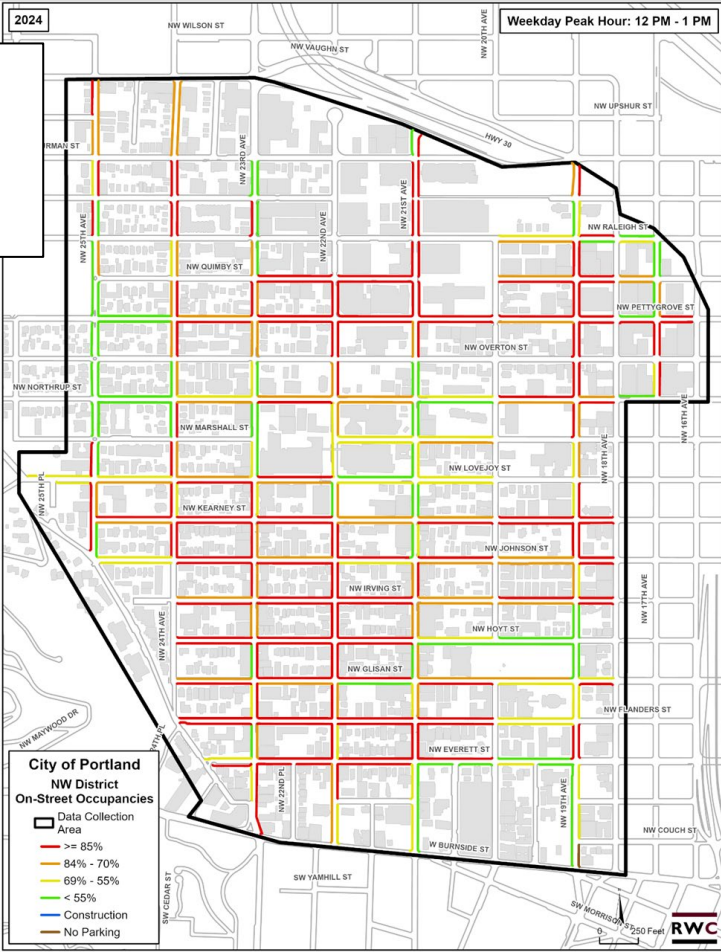 2024
Weekday Peak Hour: 12 PM - 1 PM
NW WILSON ST
NW 20TH AVE
NW VAUGHN ST
NW UPSHUR ST
HWY 30
RMAN ST
NW 23RD AVE
NW 21ST AVE
NW 25TH AVE
NW 22ND AVE
NW RALEIGH ST
NW QUIMBY ST
NW PETTYGROVE ST
NW OVERTON ST
NW NORTHRUP ST
NW 16TH AVE
NW MARSHALL ST
NW 18TH AVE
NW LOVEJOY ST
NW 25TH PL
NW KEARNEY ST
NW JOHNSON ST
NW IRVING ST
NW 17TH AVE
NW 24TH AVE
NW HOYT ST
NW GLISAN ST
NW FLANDERS ST
NW MAYWOOD DR
24TH PL
NW EVERETT ST
NW 22ND PL
NW 19TH AVE
NW COUCH ST
W BURNSIDE ST
SW YAMHILL ST
SW CEDAR ST
SW MORRISON ST
City of Portland
NW District
On-Street Occupancies
Data Collection
Area
>= 85%
84% - 70%
69% - 55%
< 55%
Construction
No Parking
0 250 Feet
RWC